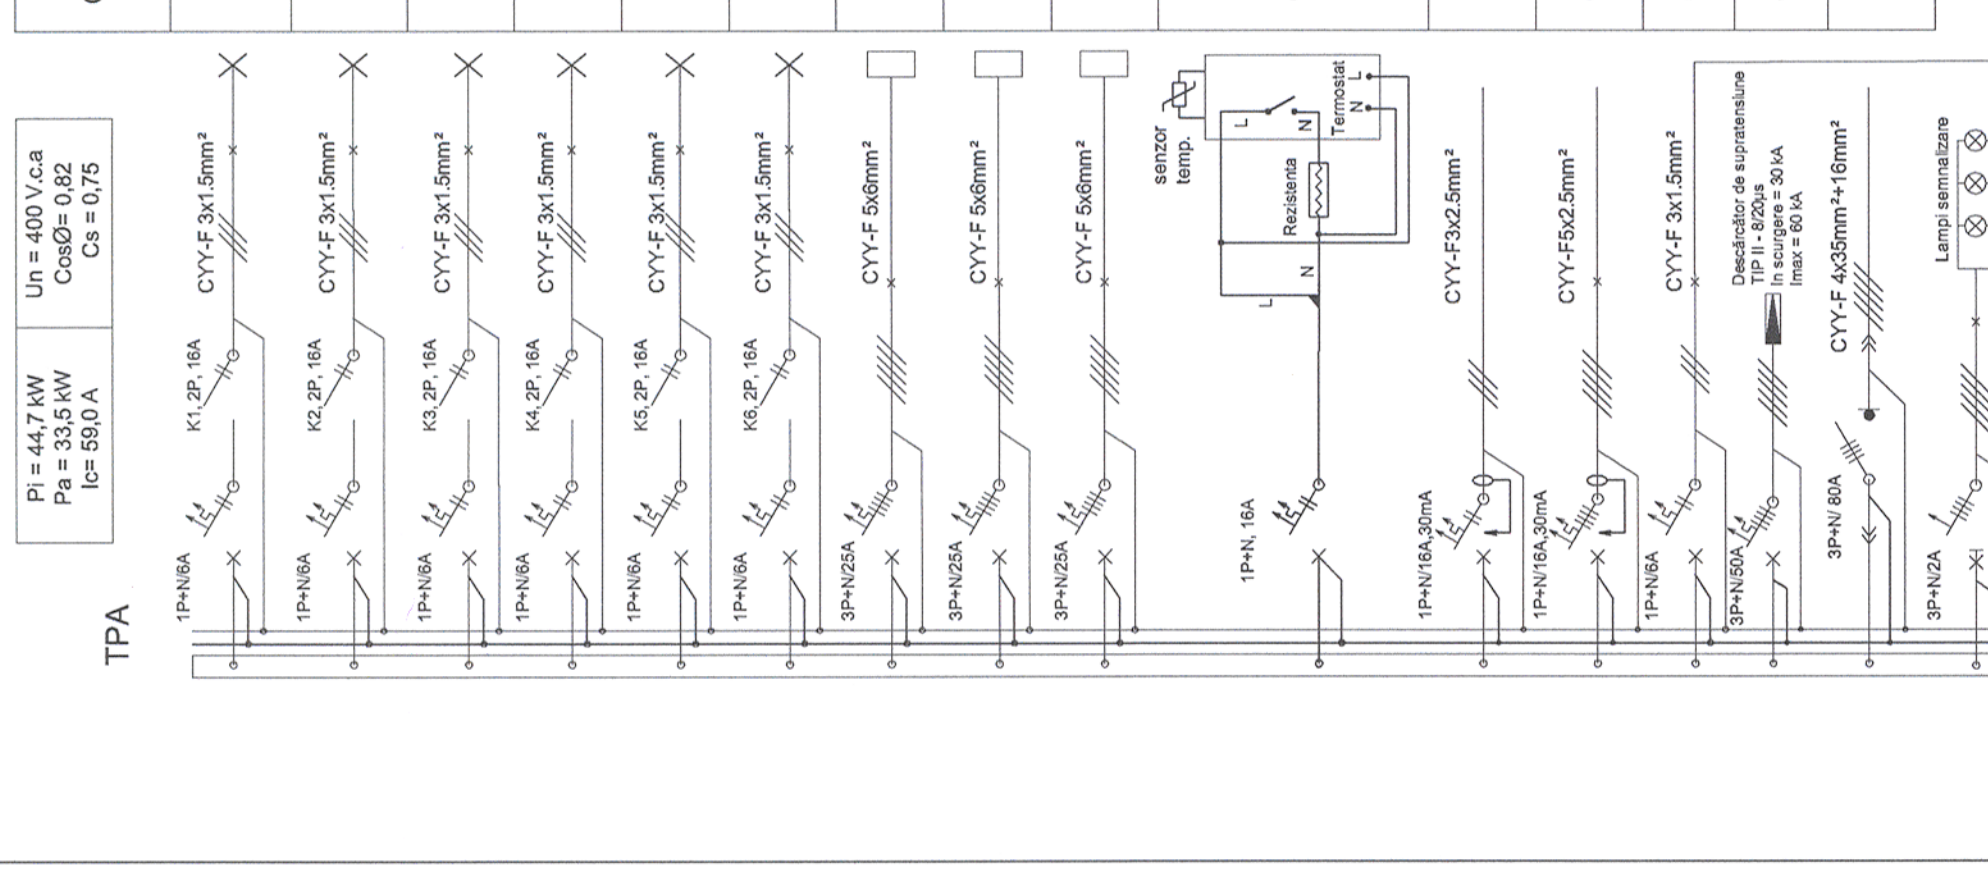 TPA
Pi = 44,7 kW
Pa = 33,5 kW
Ic= 59,0 A
Un = 400 V.c.a
CosØ= 0,82
Cs = 0,75
1P+N/6A
K1, 2P, 16A
CYY-F 3x1.5mm²
1P+N/6A
K2, 2P, 16A
CYY-F 3x1.5mm²
1P+N/6A
K3, 2P, 16A
CYY-F 3x1.5mm²
1P+N/6A
K4, 2P, 16A
CYY-F 3x1.5mm²
1P+N/6A
K5, 2P, 16A
CYY-F 3x1.5mm²
1P+N/6A
K6, 2P, 16A
CYY-F 3x1.5mm²
3P+N/25A
CYY-F 5x6mm²
3P+N/25A
CYY-F 5x6mm²
3P+N/25A
CYY-F 5x6mm²
1P+N, 16A
L
N
Rezistenta
senzor
temp.
L
N
Termostat
N
L
1P+N/16A,30mA
CYY-F3x2.5mm²
1P+N/16A,30mA
CYY-F5x2.5mm²
1P+N/6A
CYY-F 3x1.5mm²
3P+N/50A
Descărcător de supratensiune
TIP II - 8/20µs
In scurgere = 30 kA
Imax = 60 kA
3P+N/ 80A
CYY-F 4x35mm²+16mm²
3P+N/2A
Lampi semnalizare